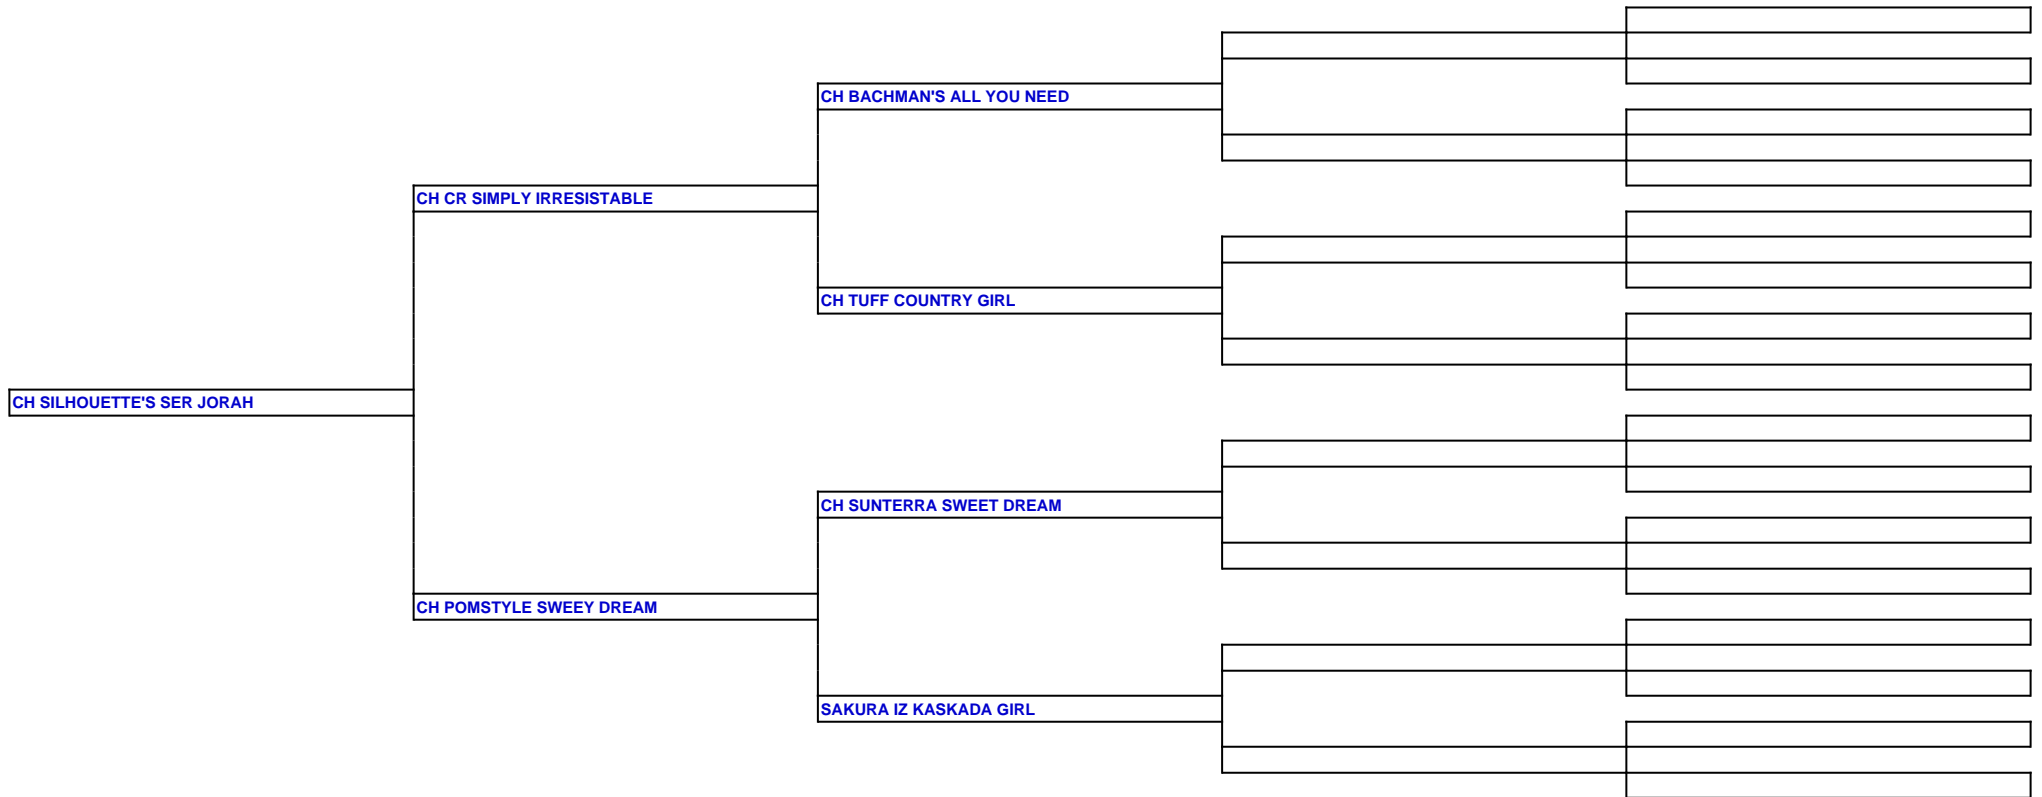 CH BACHMAN'S ALL YOU NEED
CH CR SIMPLY IRRESISTABLE
CH TUFF COUNTRY GIRL
CH SILHOUETTE'S SER JORAH
CH SUNTERRA SWEET DREAM
CH POMSTYLE SWEEY DREAM
SAKURA IZ KASKADA GIRL